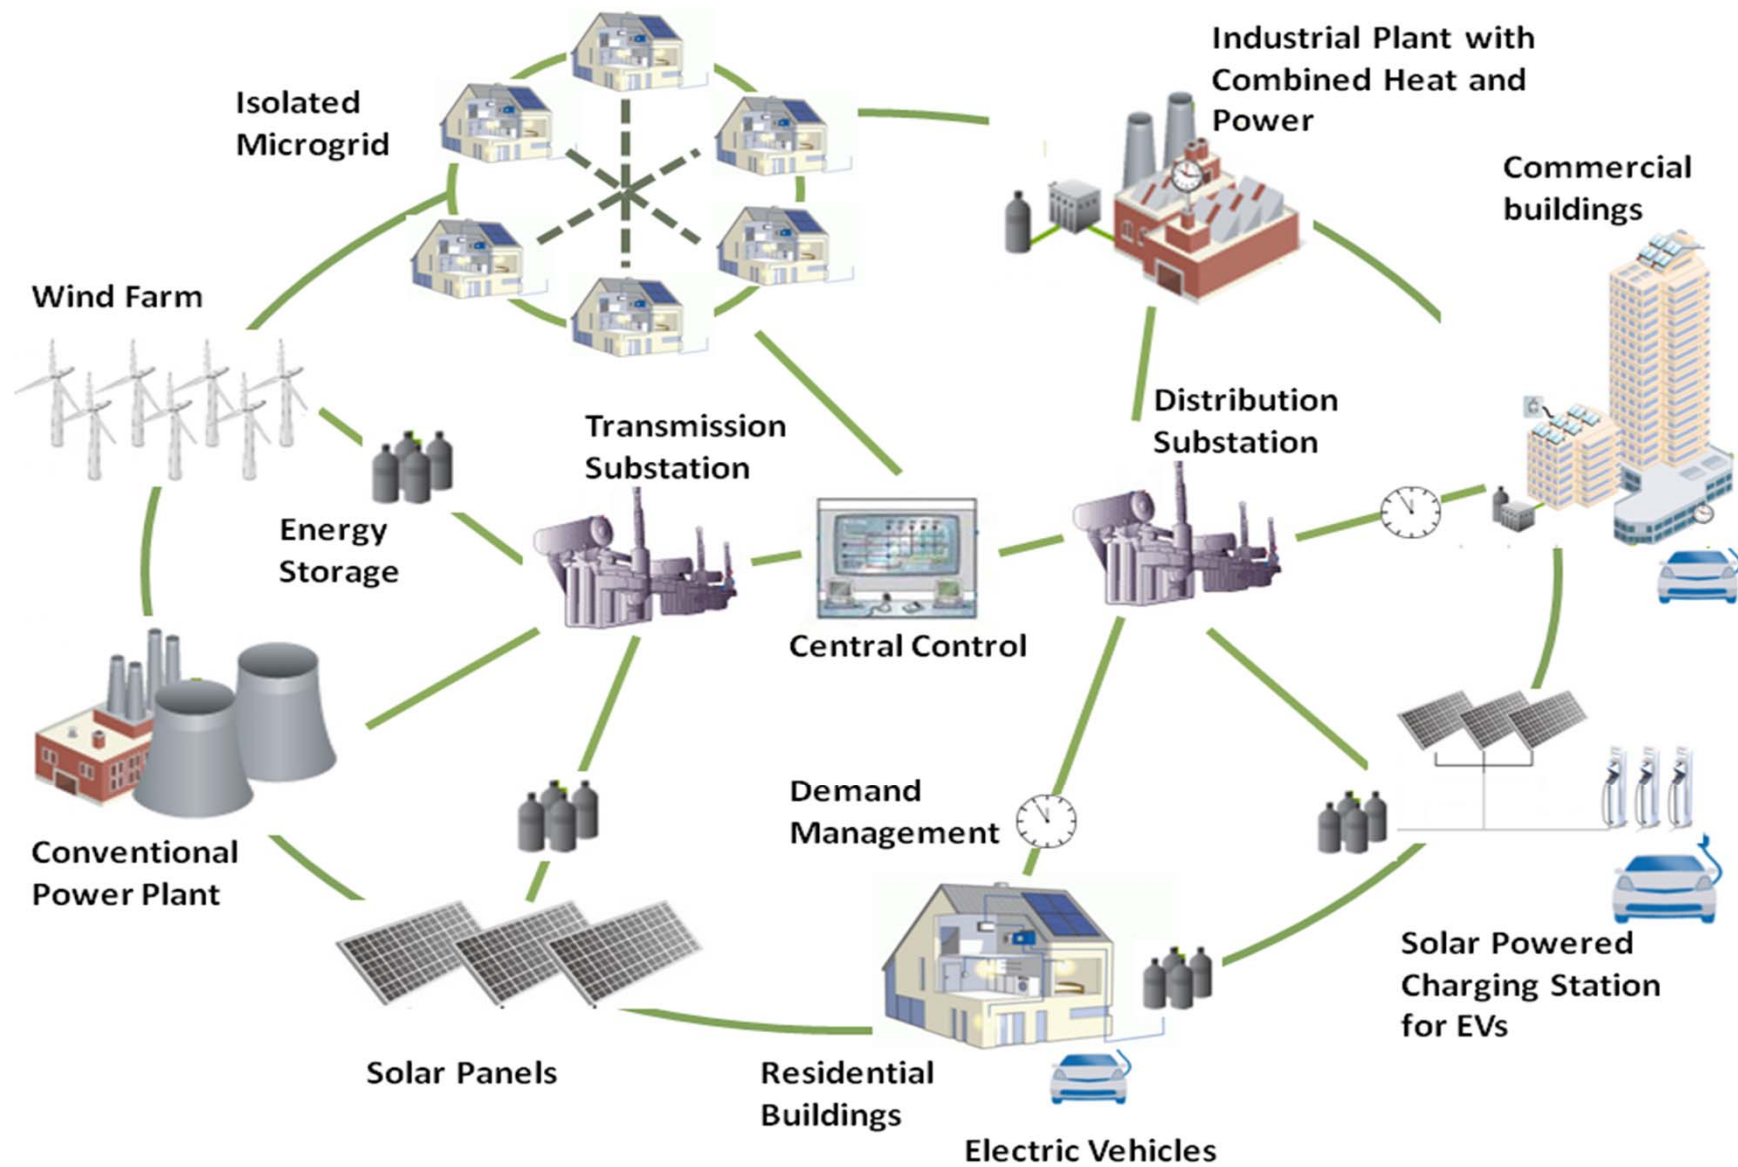 Industrial Plant with
Combined Heat and
Power
Isolated
Microgrid
Commercial
buildings
Wind Farm
Transmission
Substation
Distribution
Substation
Energy
Storage
Central Control
Demand
Management
Conventional
Power Plant
Solar Powered
Charging Station
for EVs
Solar Panels
Residential
Buildings
Electric Vehicles